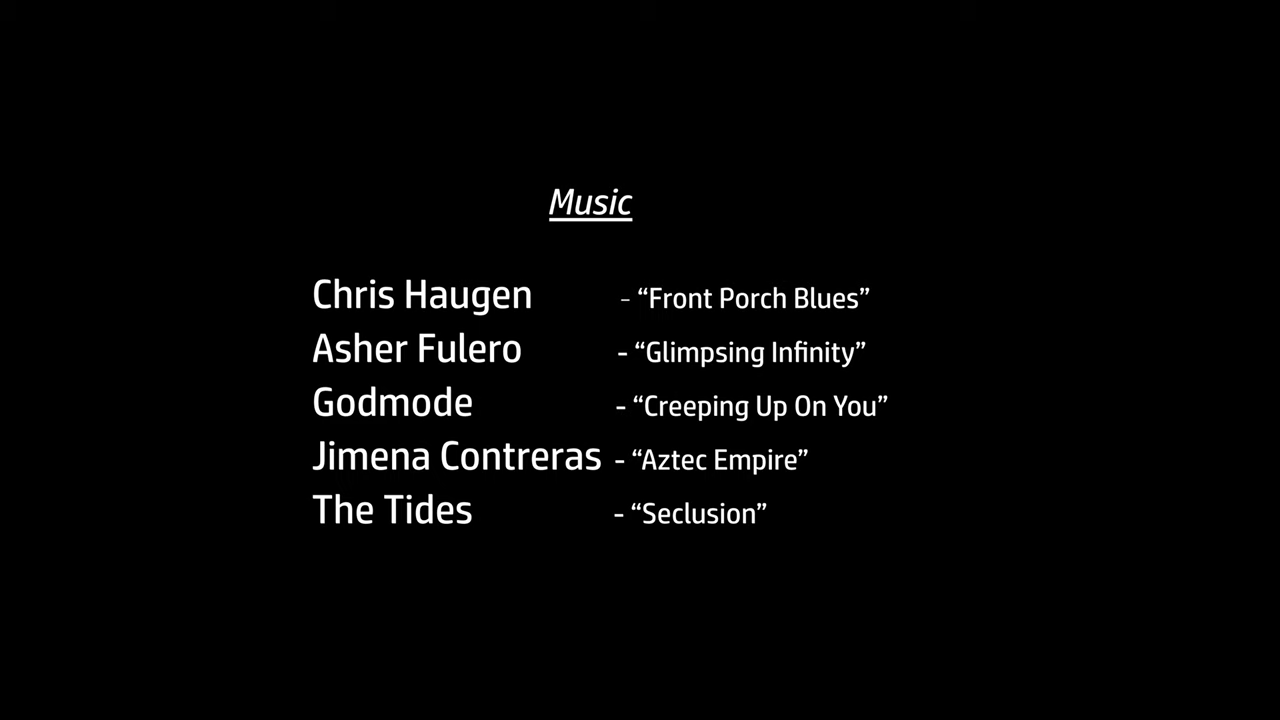 Music
Chris Haugen - “Front Porch Blues”
Asher Fulero - “Glimpsing Infinity”
Godmode - “Creeping Up On You”
Jimena Contreras - “Aztec Empire”
The Tides - “Seclusion”